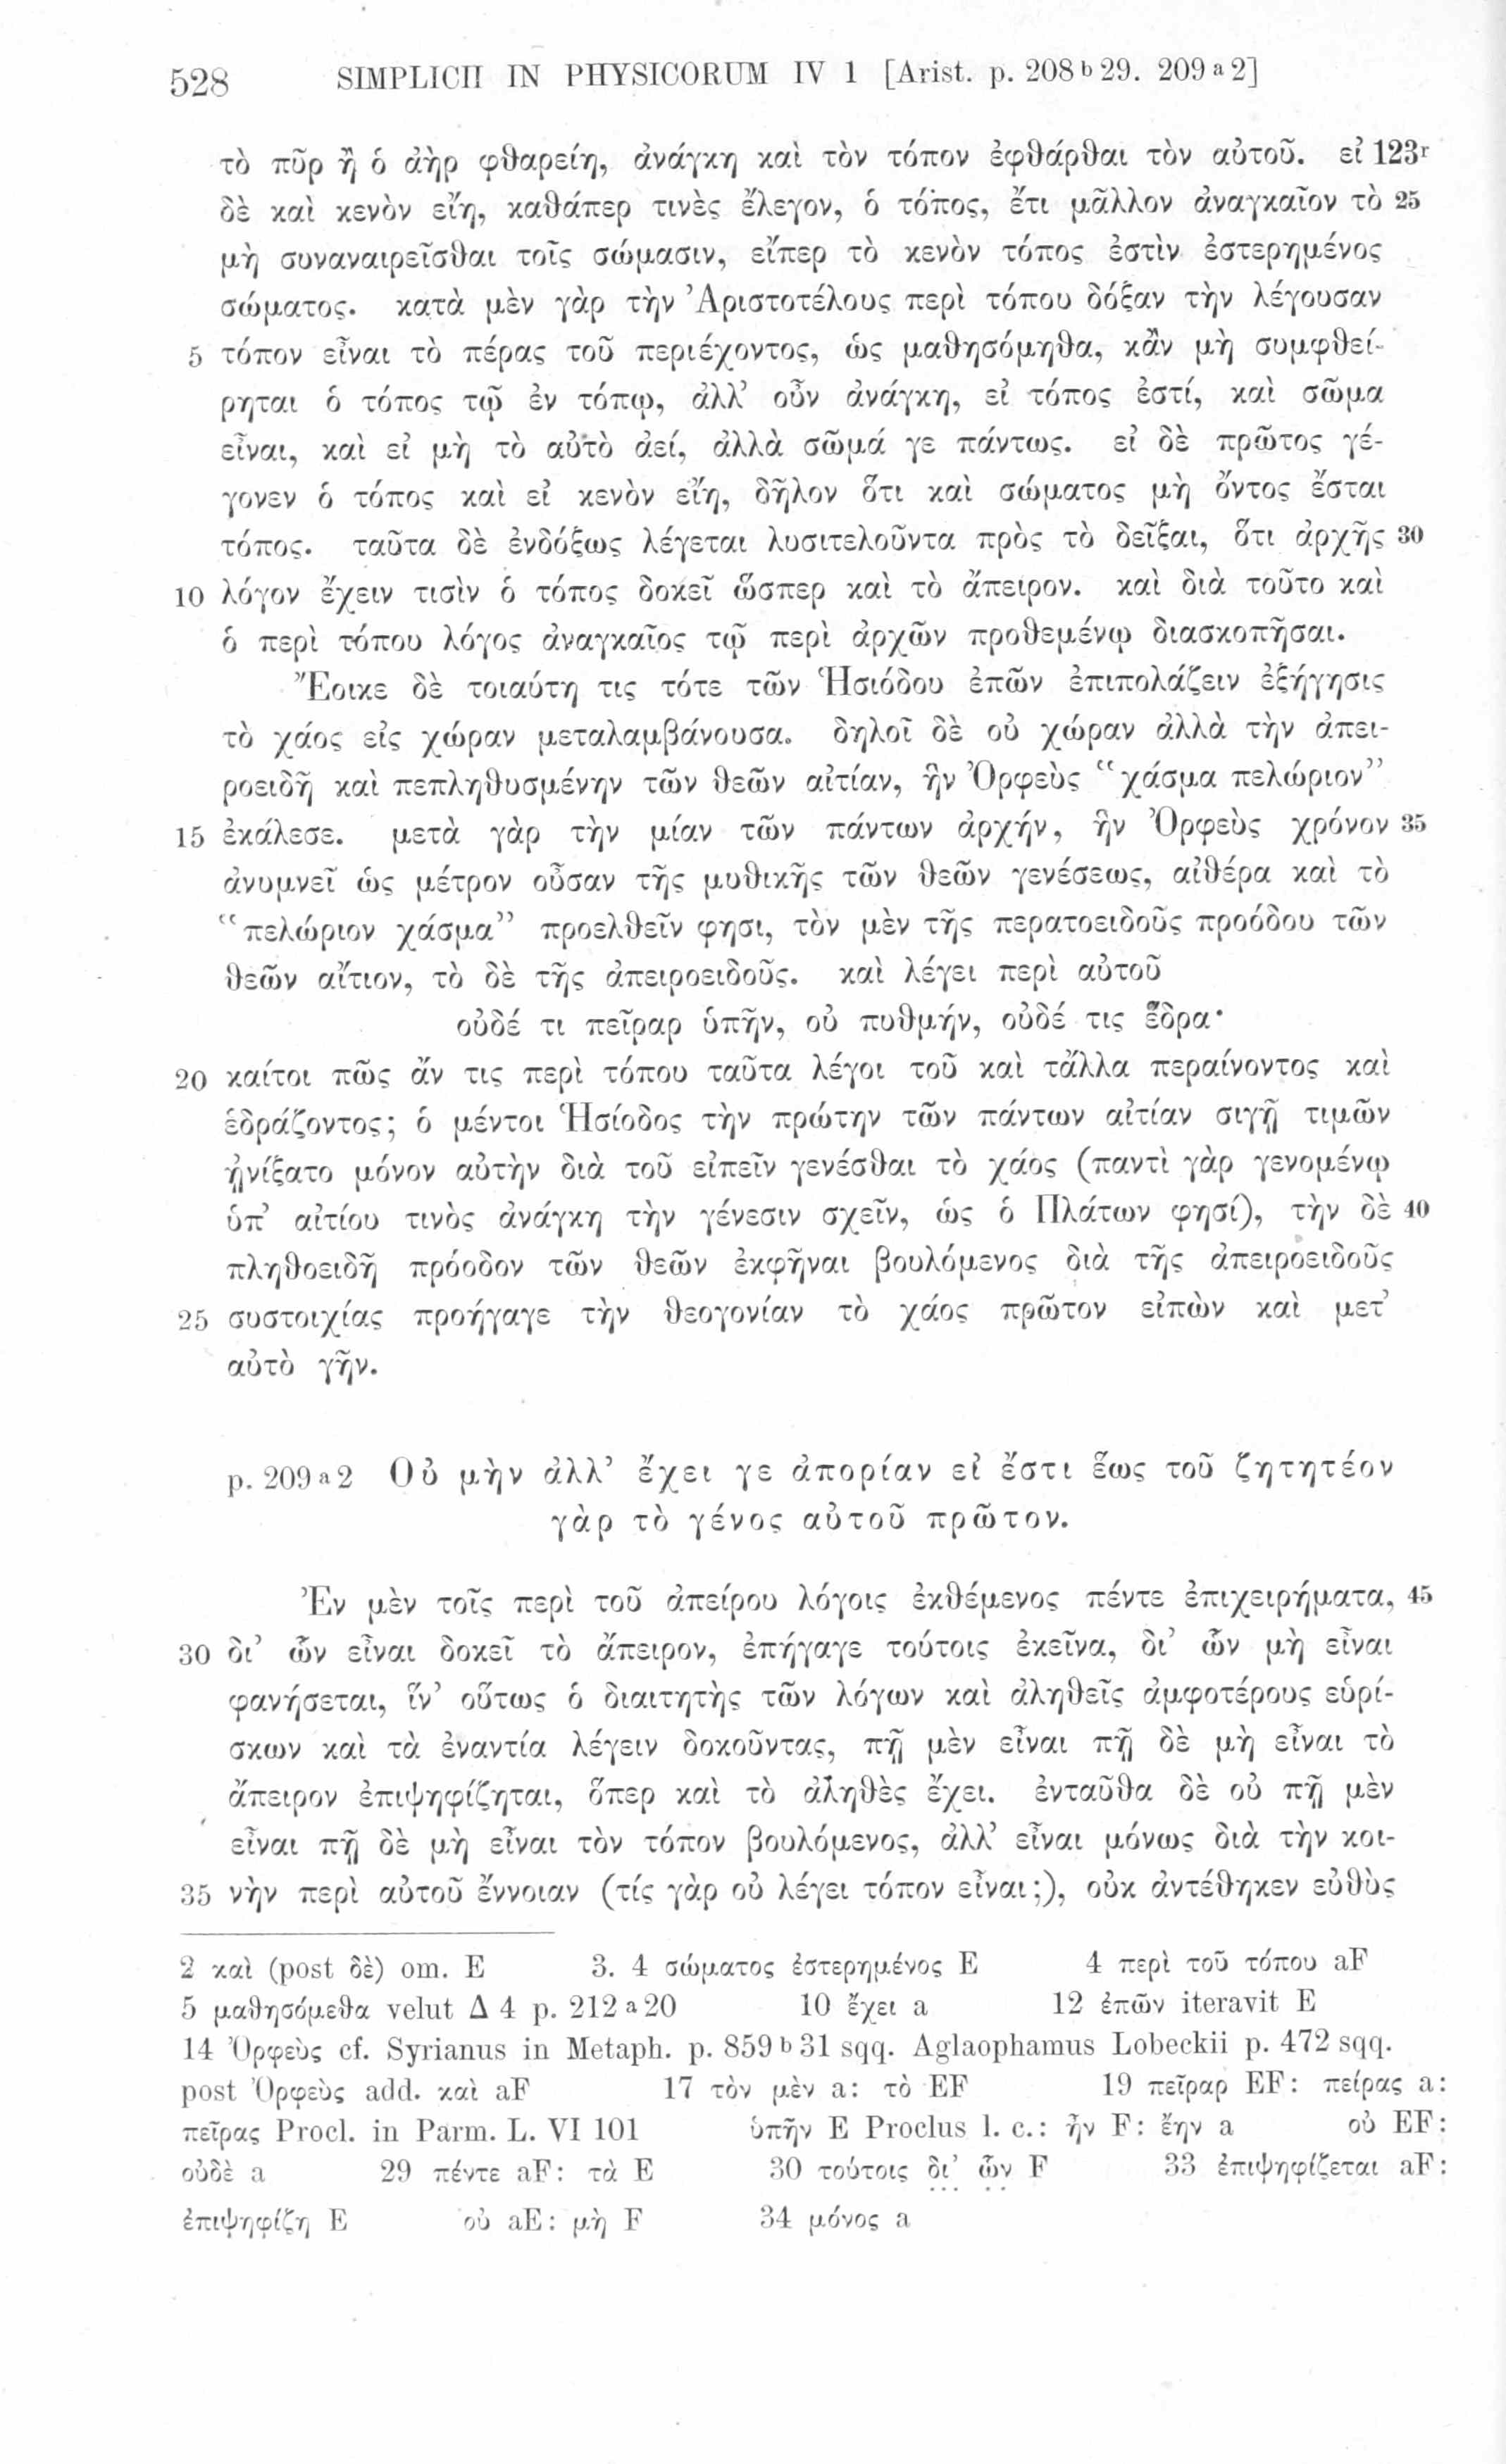 528 SIMPLICII IN PHYSICORUM IV 1 [Arist. p. 208 b 29. 209 a 2]
τὸ πῦρ ἢ ὁ ἀὴρ φθαρείη, ἀνάγκη καὶ τὸν τόπον ἐφθάρθαι τὸν αὐτοῦ. εἰ 123r
δὲ καὶ κενὸν εἴη, καθάπερ τινὲς ἔλεγον, ὁ τόπος, ἔτι μᾶλλον ἀναγκαῖον τὸ 25
μὴ συναναιρεῖσθαι τοῖς σώμασιν, εἴπερ τὸ κενὸν τόπος ἐστὶν ἐστερημένος
σώματος. κατὰ μὲν γὰρ τὴν Ἀριστοτέλους περὶ τόπου δόξαν τὴν λέγουσαν
5 τόπον εἶναι τὸ πέρας τοῦ περιέχοντος, ὡς μαθησόμηθα, κἂν μὴ συμφθεί-
ρηται ὁ τόπος τῷ ἐν τόπῳ, ἀλλ’ οὖν ἀνάγκη, εἰ τόπος ἐστί, καὶ σῶμα
εἶναι, καὶ εἰ μὴ τὸ αὐτὸ ἀεί, ἀλλὰ σῶμά γε πάντως. εἰ δὲ πρῶτος γέ-
γονεν ὁ τόπος καὶ εἰ κενὸν εἴη, δῆλον ὅτι καὶ σώματος μὴ ὄντος ἔσται
τόπος. ταῦτα δὲ ἐνδόξως λέγεται λυσιτελοῦντα πρὸς τὸ δεῖξαι, ὅτι ἀρχῆς 30
10 λόγον ἔχειν τισὶν ὁ τόπος δοκεῖ ὥσπερ καὶ τὸ ἄπειρον. καὶ διὰ τοῦτο καὶ
ὁ περὶ τόπου λόγος ἀναγκαῖος τῷ περὶ ἀρχῶν προθεμένῳ διασκοπῆσαι.
Ἔοικε δὲ τοιαύτη τις τότε τῶν Ἡσιόδου ἐπῶν ἐπιπολάζειν ἐξήγησις
τὸ χάος εἰς χώραν μεταλαμβάνουσα. δηλοῖ δὲ οὐ χώραν ἀλλὰ τὴν ἀπει-
ροειδῆ καὶ πεπληθυσμένην τῶν θεῶν αἰτίαν, ἣν Ὀρφεὺς “χάσμα πελώριον”
15 ἐκάλεσε. μετὰ γὰρ τὴν μίαν τῶν πάντων ἀρχήν, ἣν Ὀρφεὺς χρόνον 35
ἀνυμνεῖ ὡς μέτρον οὖσαν τῆς μυθικῆς τῶν θεῶν γενέσεως, αἰθέρα καὶ τὸ
“πελώριον χάσμα” προελθεῖν φησι, τὸν μὲν τῆς περατοειδοῦς προόδου τῶν
θεῶν αἴτιον, τὸ δὲ τῆς ἀπειροειδοῦς. καὶ λέγει περὶ αὐτοῦ
οὐδέ τι πεῖραρ ὑπῆν, οὐ πυθμήν, οὐδέ τις ἕδρα·
20 καίτοι πῶς ἄν τις περὶ τόπου ταῦτα λέγοι τοῦ καὶ τἄλλα περαίνοντος καὶ
ἑδράζοντος; ὁ μέντοι Ἡσίοδος τὴν πρώτην τῶν πάντων αἰτίαν σιγῇ τιμῶν
ᾐνίξατο μόνον αὐτὴν διὰ τοῦ εἰπεῖν γενέσθαι τὸ χάος (παντὶ γὰρ γενομένῳ
ὑπ’ αἰτίου τινὸς ἀνάγκη τὴν γένεσιν σχεῖν, ὡς ὁ Πλάτων φησί), τὴν δὲ 40
πληθοειδῆ πρόοδον τῶν θεῶν ἐκφῆναι βουλόμενος διὰ τῆς ἀπειροειδοῦς
25 συστοιχίας προήγαγε τὴν θεογονίαν τὸ χάος πρῶτον εἰπὼν καὶ μετ’
αὐτὸ γῆν.
p. 209 a 2 Οὐ μὴν ἀλλ’ ἔχει γε ἀπορίαν εἰ ἔστι ἕως τοῦ ζητητέον
γὰρ τὸ γένος αὐτοῦ πρῶτον.
Ἐν μὲν τοῖς περὶ τοῦ ἀπείρου λόγοις ἐκθέμενος πέντε ἐπιχειρήματα, 45
30 δι’ ὧν εἶναι δοκεῖ τὸ ἄπειρον, ἐπήγαγε τούτοις ἐκεῖνα, δι’ ὧν μὴ εἶναι
φανήσεται, ἵν’ οὕτως ὁ διαιτητὴς τῶν λόγων καὶ ἀληθεῖς ἀμφοτέρους εὑρί-
σκων καὶ τὰ ἐναντία λέγειν δοκοῦντας, πῇ μὲν εἶναι πῇ δὲ μὴ εἶναι τὸ
ἄπειρον ἐπιψηφίζηται, ὅπερ καὶ τὸ ἀληθὲς ἔχει. ἐνταῦθα δὲ οὐ πῇ μὲν
εἶναι πῇ δὲ μὴ εἶναι τὸν τόπον βουλόμενος, ἀλλ’ εἶναι μόνως διὰ τὴν κοι-
35 νὴν περὶ αὐτοῦ ἔννοιαν (τίς γὰρ οὐ λέγει τόπον εἶναι;), οὐκ ἀντέθηκεν εὐθὺς
2 καὶ (post δὲ) om. E 3. 4 σώματος ἐστερημένος E 4 περὶ τοῦ τόπου aF
5 μαθησόμεθα velut Δ 4 p. 212 a 20 10 ἔχει a 12 ἐπῶν iteravit E
14 Ὀρφεὺς cf. Syrianus in Metaph. p. 859 b 31 sqq. Aglaophamus Lobeckii p. 472 sqq.
post Ὀρφεὺς add. καὶ aF 17 τὸν μὲν a: τὸ EF 19 πεῖραρ EF: πείρας a:
πεῖρας Procl. in Parm. L. VI 101 ὑπῆν E Proclus l. c.: ἦν F: ἔην a οὐ EF:
οὐδὲ a 29 πέντε aF: τὰ E 30 τούτοις δι’ ὧν F 33 ἐπιψηφίζεται aF:
ἐπιψηφίζῃ E οὐ aE: μὴ F 34 μόνος a